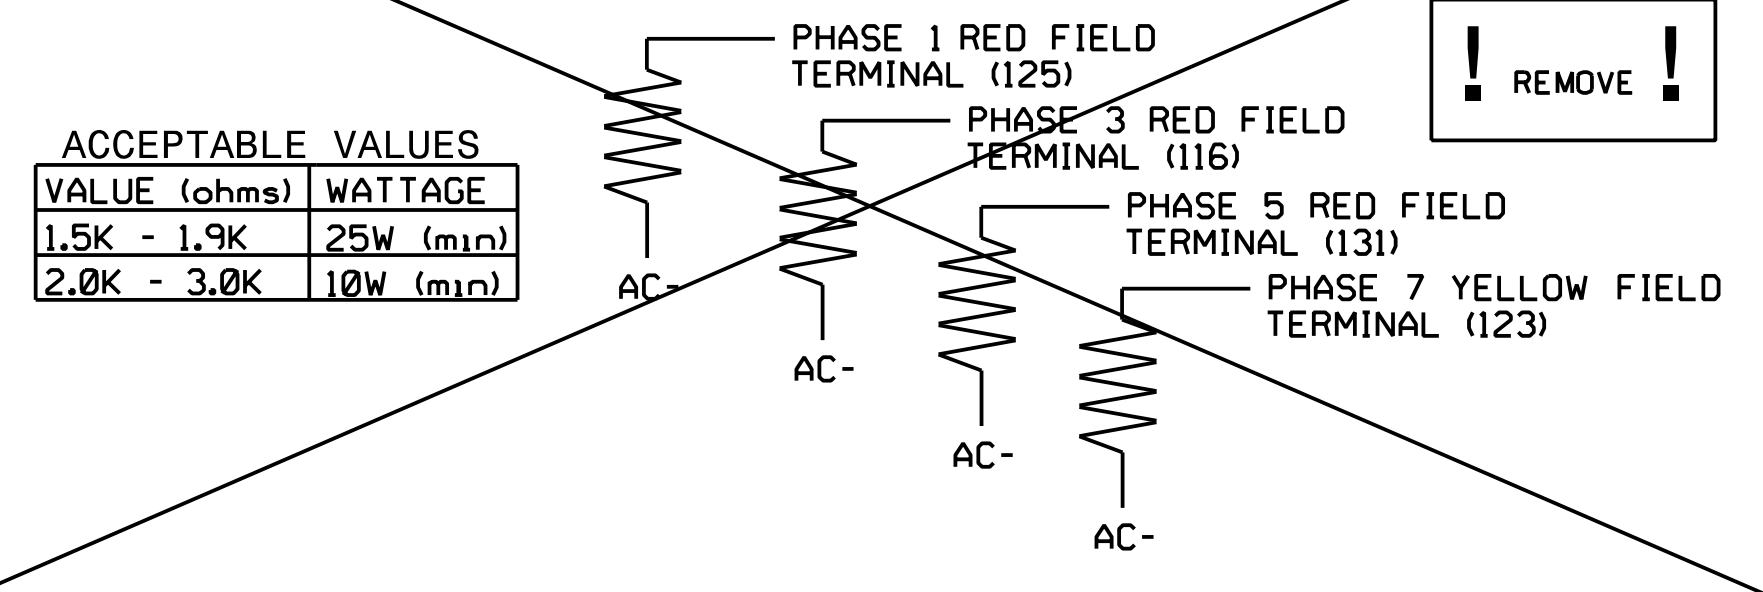 PHASE 1 RED FIELD
TERMINAL (125)
! REMOVE !
PHASE 3 RED FIELD
TERMINAL (116)
ACCEPTABLE VALUES
VALUE (ohms) WATTAGE
1.5K - 1.9K 25W (min)
2.0K - 3.0K 10W (min)
PHASE 5 RED FIELD
TERMINAL (131)
PHASE 7 YELLOW FIELD
TERMINAL (123)
AC-
AC-
AC-
AC-